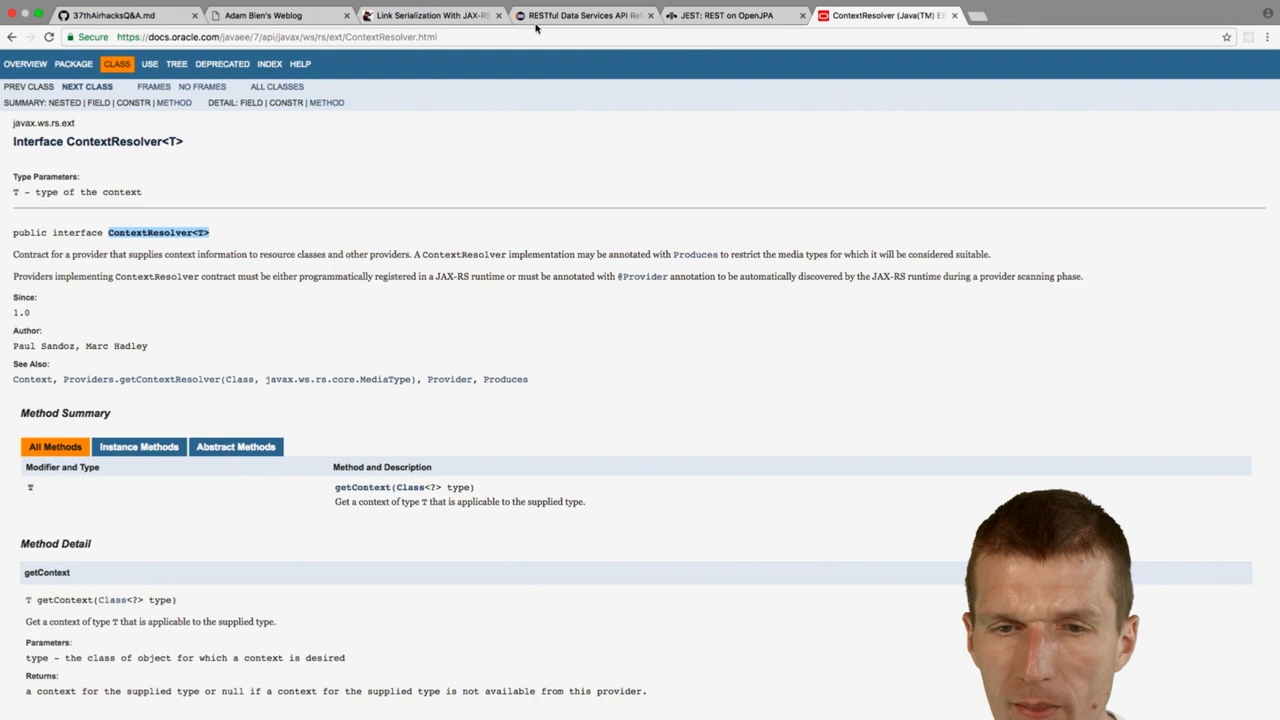 37thAirhacksQ&A.md
Adam Bien's Weblog
Link Serialization With JAX-RS
RESTful Data Services API Re
JEST: REST on OpenJPA
ContextResolver (Java(TM) EE
Secure https://docs.oracle.com/javaee/7/api/javax/ws/rs/ext/ContextResolver.html
OVERVIEW PACKAGE CLASS USE TREE DEPRECATED INDEX HELP
PREV CLASS NEXT CLASS FRAMES NO FRAMES ALL CLASSES
SUMMARY: NESTED | FIELD | CONSTR | METHOD DETAIL: FIELD | CONSTR | METHOD
javax.ws.rs.ext
Interface ContextResolver<T>
Type Parameters:
T - type of the context
public interface ContextResolver<T>
Contract for a provider that supplies context information to resource classes and other providers. A ContextResolver implementation may be annotated with Produces to restrict the media types for which it will be considered suitable.
Providers implementing ContextResolver contract must be either programmatically registered in a JAX-RS runtime or must be annotated with @Provider annotation to be automatically discovered by the JAX-RS runtime during a provider scanning phase.
Since:
1.0
Author:
Paul Sandoz, Marc Hadley
See Also:
Context, Providers.getContextResolver(Class, javax.ws.rs.core.MediaType), Provider, Produces
Method Summary
All Methods Instance Methods Abstract Methods
Modifier and Type Method and Description
T getContext(Class<?> type)
Get a context of type T that is applicable to the supplied type.
Method Detail
getContext
T getContext(Class<?> type)
Get a context of type T that is applicable to the supplied type.
Parameters:
type - the class of object for which a context is desired
Returns:
a context for the supplied type or null if a context for the supplied type is not available from this provider.